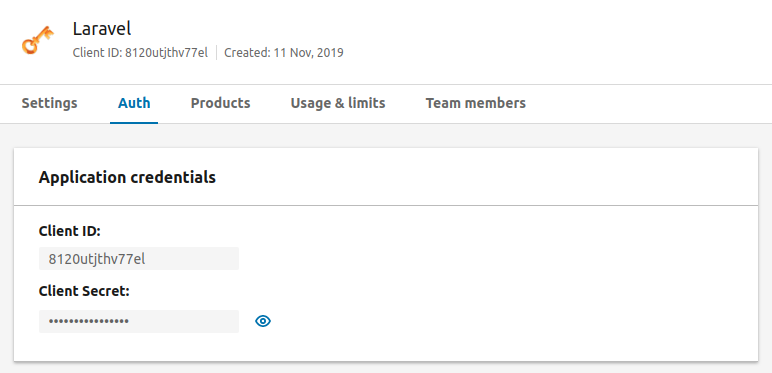 Laravel
Client ID: 8120utjthv77el Created: 11 Nov, 2019
Settings Auth Products Usage & limits Team members
Application credentials
Client ID:
8120utjthv77el
Client Secret:
••••••••••••••••